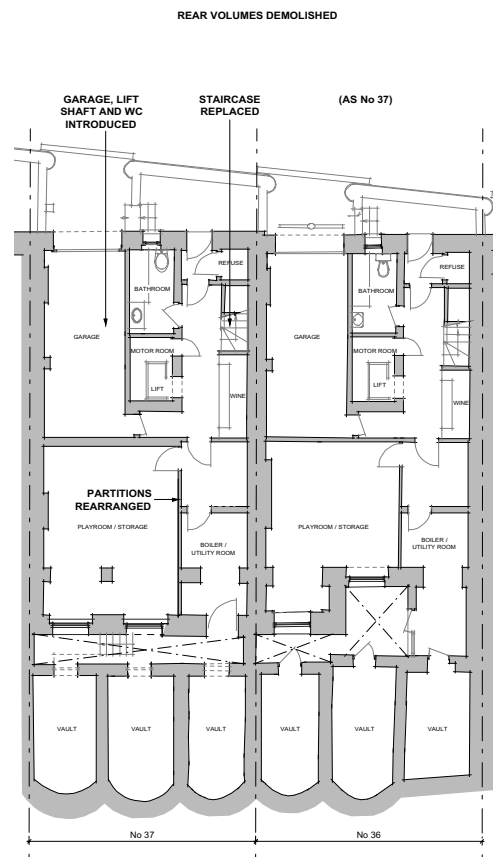 REAR VOLUMES DEMOLISHED
GARAGE, LIFT
SHAFT AND WC
INTRODUCED
STAIRCASE
REPLACED
(AS No 37)
REFUSE
REFUSE
BATHROOM
BATHROOM
GARAGE
GARAGE
MOTOR ROOM
MOTOR ROOM
LIFT
LIFT
WINE
WINE
PARTITIONS
REARRANGED
PLAYROOM / STORAGE
PLAYROOM / STORAGE
BOILER /
UTILITY ROOM
BOILER /
UTILITY ROOM
VAULT
VAULT
VAULT
VAULT
VAULT
VAULT
No 37
No 36